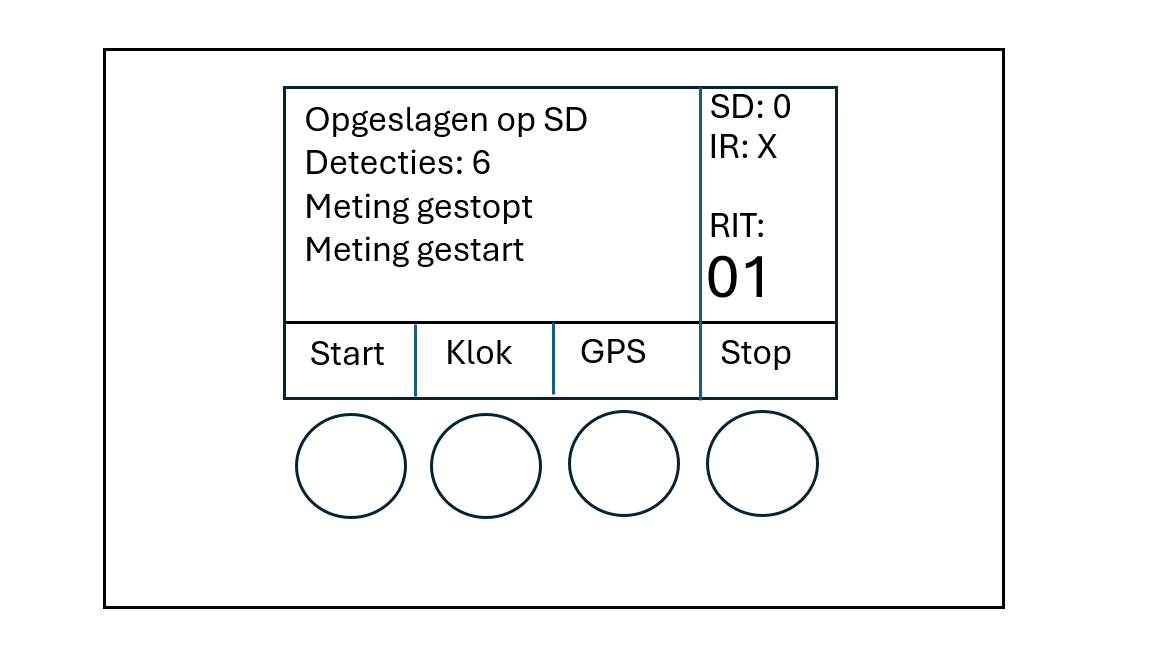 Opgeslagen op SD
Detecties: 6
Meting gestopt
Meting gestart
SD: 0
IR: X
RIT:
01
Start
Klok
GPS
Stop